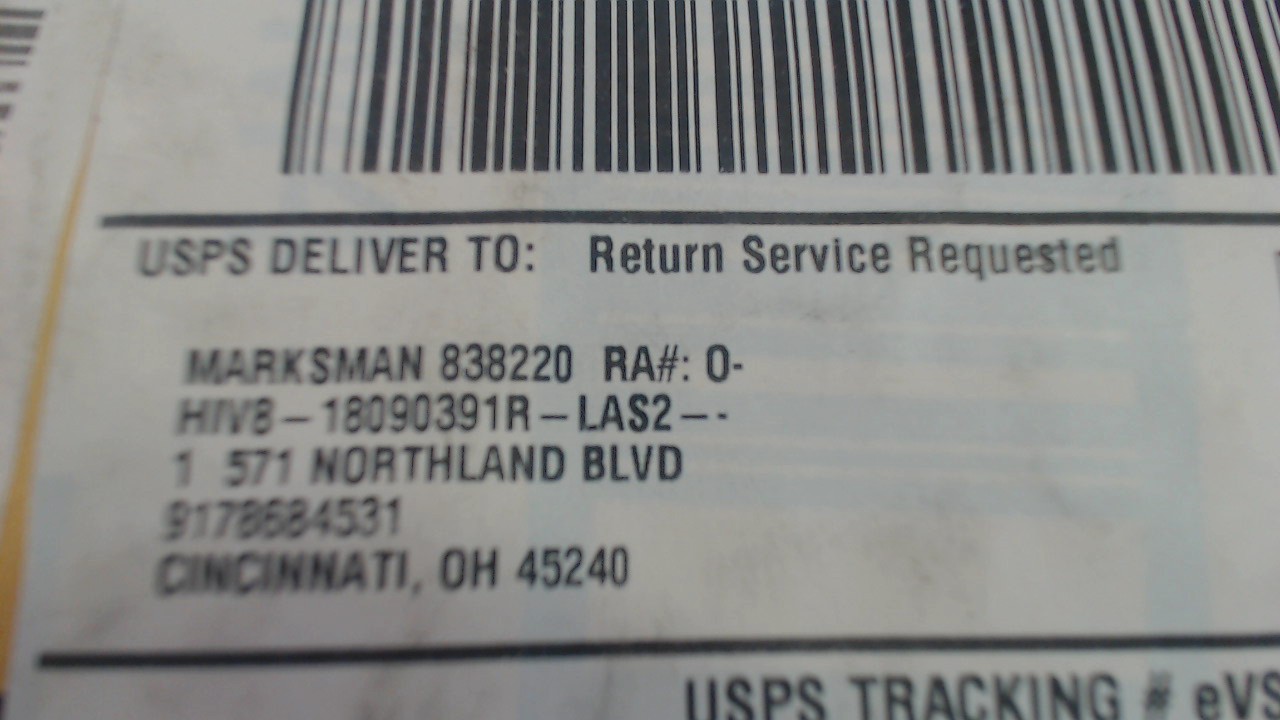 USPS DELIVER TO: Return Service Requested
MARKSMAN 838220 RA#: O-
HIV8-18090391R-LAS2--
1 571 NORTHLAND BLVD
9178684531
CINCINNATI, OH 45240
USPS TRACKING # eVS